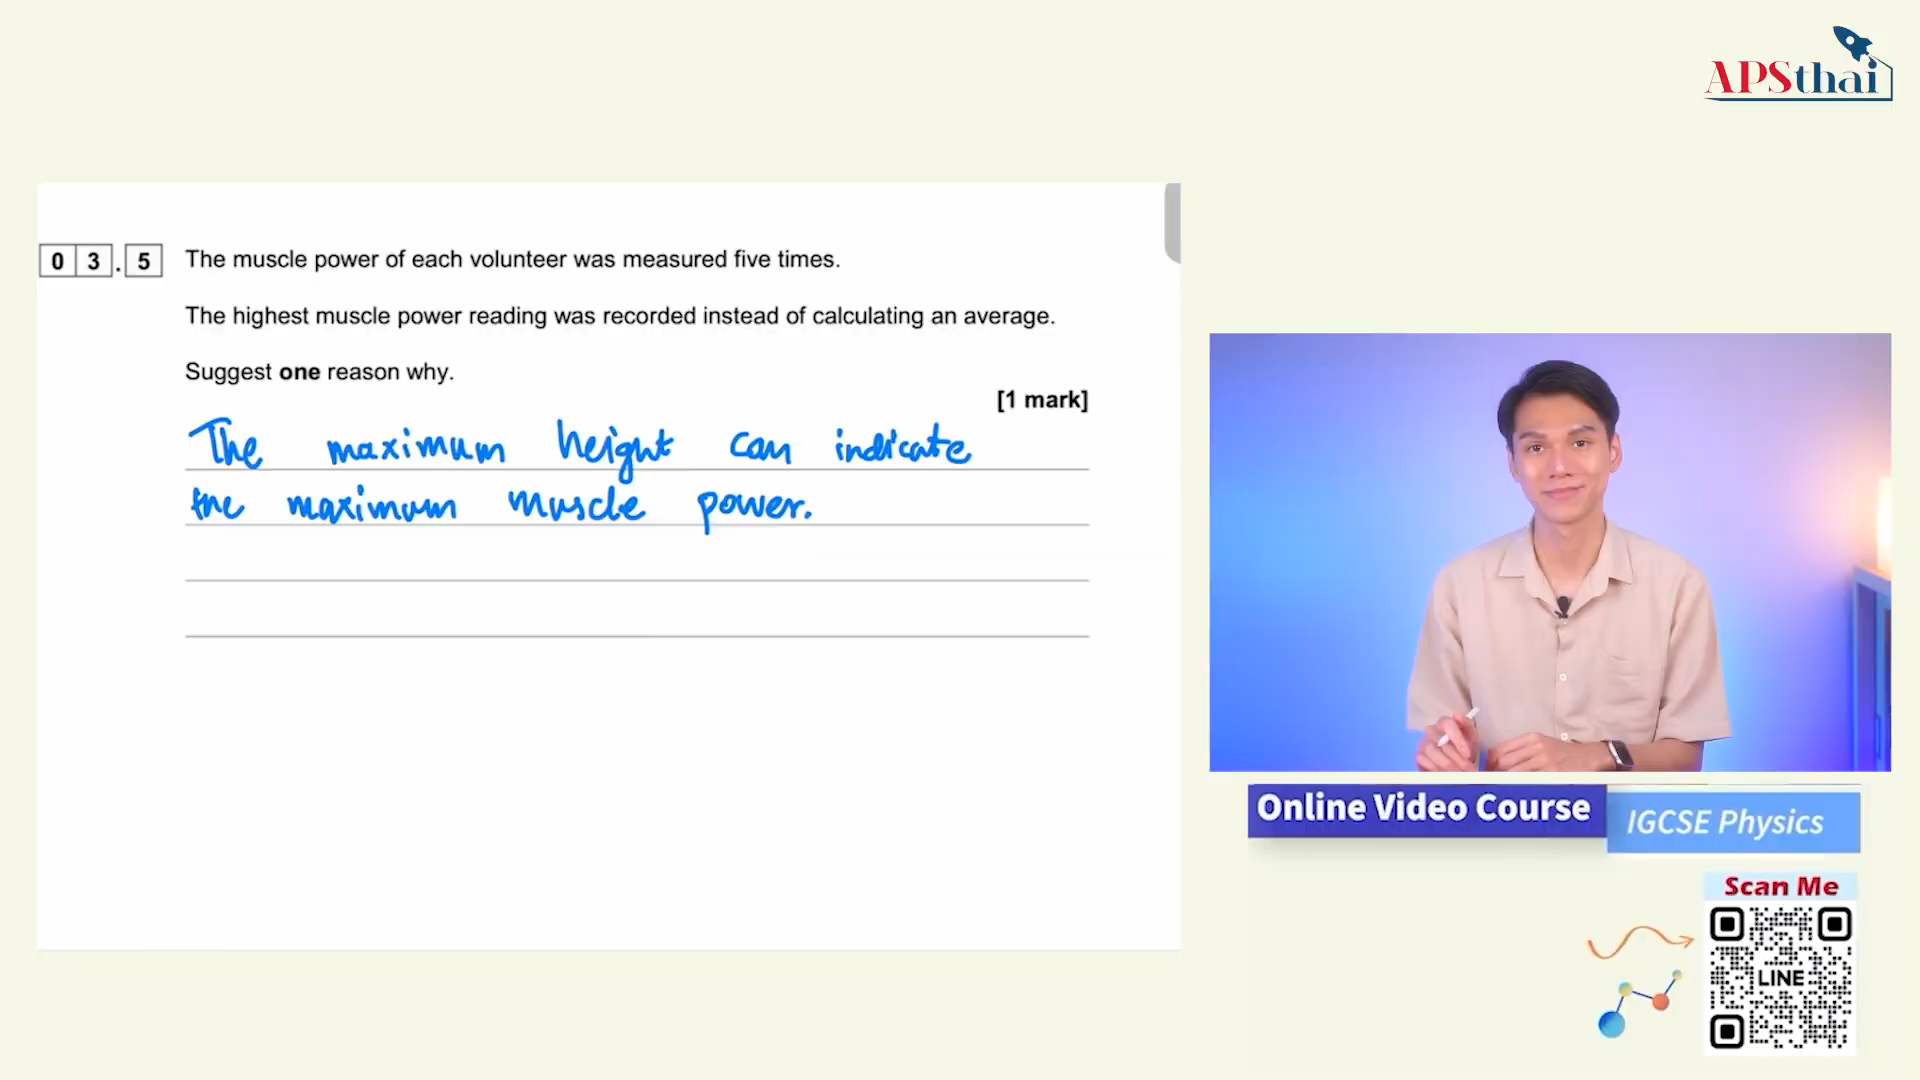 APSthai
03.5 The muscle power of each volunteer was measured five times.
The highest muscle power reading was recorded instead of calculating an average.
Suggest one reason why.
[1 mark]
The maximum height can indicate
the maximum muscle power.
Online Video Course
IGCSE Physics
Scan Me
LINE